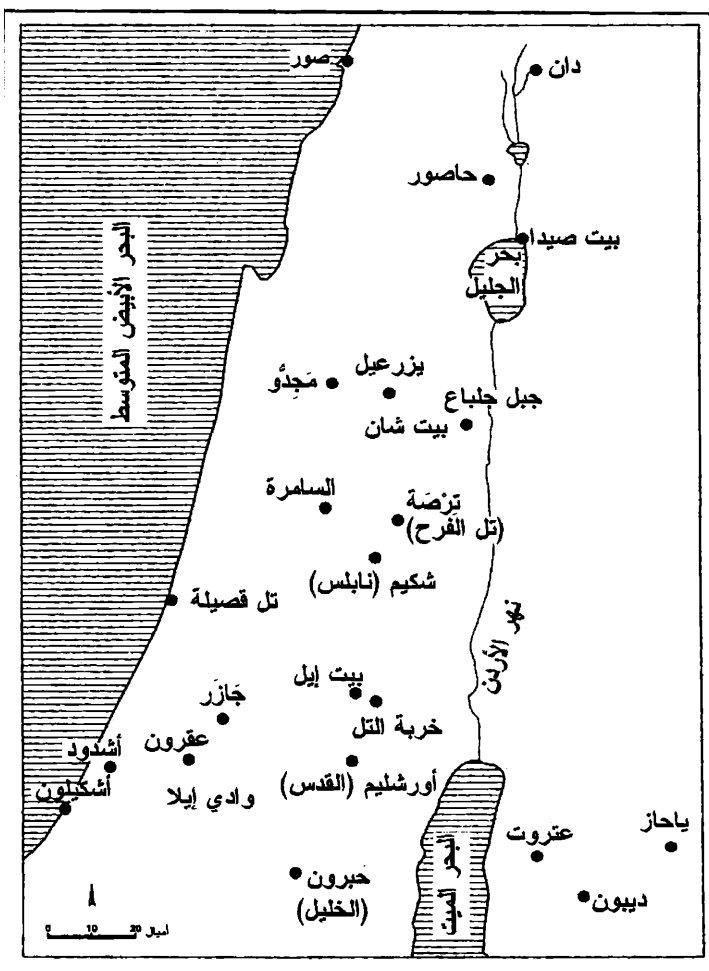 صور
دان
حاصور
بيت صيدا
بحر
الجليل
البحر الأبيض المتوسط
يزرعيل
مَجِدُّو
جبل جلباع
بيت شان
السامرة
تِرْصَة
(تل الفرح)
شكيم (نابلس)
تل قصيلة
نهر الأردن
بيت إيل
جَازَر
خربة التل
عقرون
أشدود
أورشليم (القدس)
وادي إيلا
أشكيلون
ياحاز
عتروت
البحر الميت
حَبرون
(الخليل)
ديبون
0 10 20 أميال